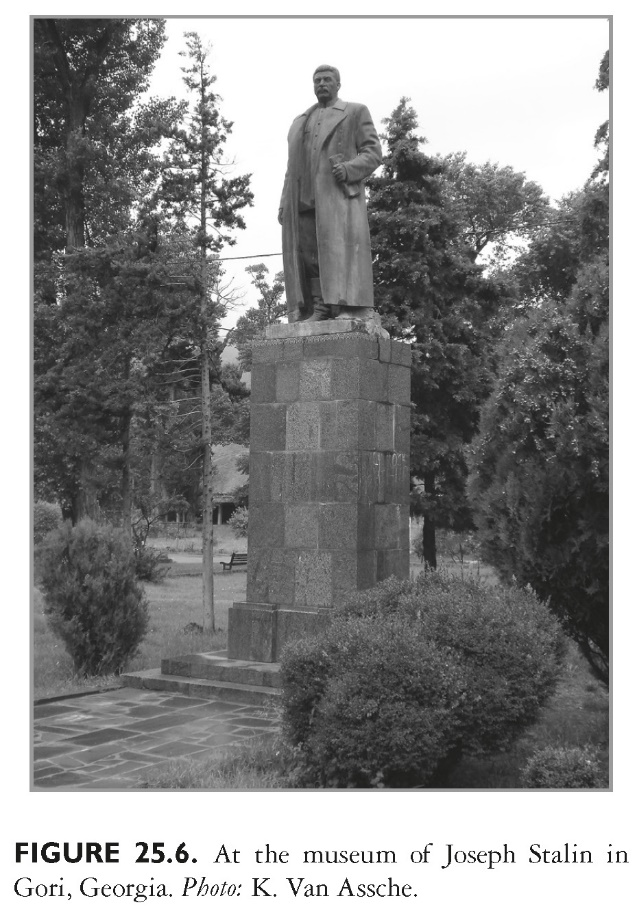 FIGURE 25.6. At the museum of Joseph Stalin in
Gori, Georgia. Photo: K. Van Assche.